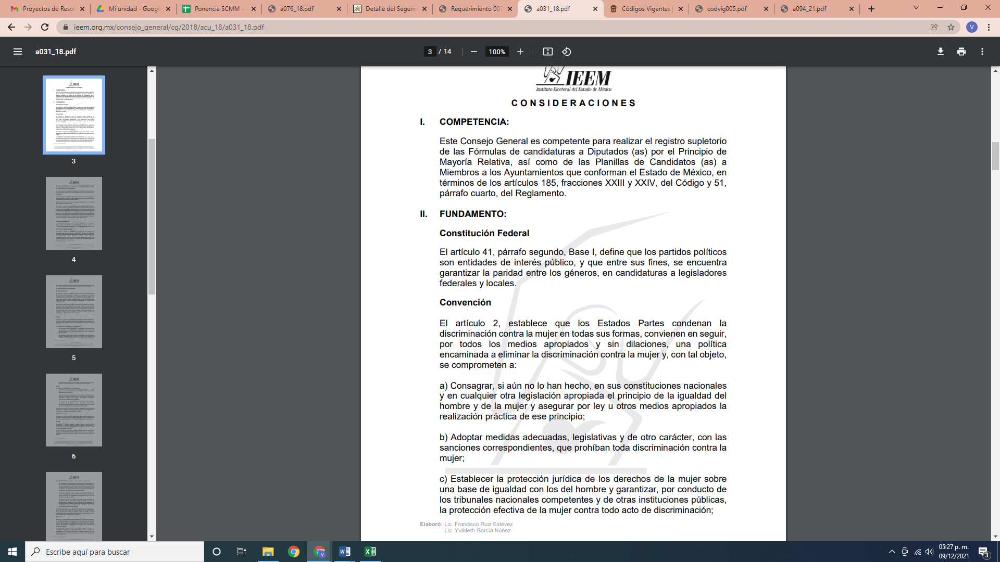 Proyectos de Resol
Mi unidad - Google
Ponencia SCMM -
a076_18.pdf
Detalle del Seguim
Requerimiento 007
a031_18.pdf
Códigos Vigentes
codvig005.pdf
a094_21.pdf
ieem.org.mx/consejo_general/cg/2018/acu_18/a031_18.pdf
V
a031_18.pdf
3 / 14
100%
3
4
5
6
IEEM
Instituto Electoral del Estado de México
CONSIDERACIONES
I. COMPETENCIA:
Este Consejo General es competente para realizar el registro supletorio
de las Fórmulas de candidaturas a Diputados (as) por el Principio de
Mayoría Relativa, así como de las Planillas de Candidatos (as) a
Miembros a los Ayuntamientos que conforman el Estado de México, en
términos de los artículos 185, fracciones XXIII y XXIV, del Código y 51,
párrafo cuarto, del Reglamento.
II. FUNDAMENTO:
Constitución Federal
El artículo 41, párrafo segundo, Base I, define que los partidos políticos
son entidades de interés público, y que entre sus fines, se encuentra
garantizar la paridad entre los géneros, en candidaturas a legisladores
federales y locales.
Convención
El artículo 2, establece que los Estados Partes condenan la
discriminación contra la mujer en todas sus formas, convienen en seguir,
por todos los medios apropiados y sin dilaciones, una política
encaminada a eliminar la discriminación contra la mujer y, con tal objeto,
se comprometen a:
a) Consagrar, si aún no lo han hecho, en sus constituciones nacionales
y en cualquier otra legislación apropiada el principio de la igualdad del
hombre y de la mujer y asegurar por ley u otros medios apropiados la
realización práctica de ese principio;
b) Adoptar medidas adecuadas, legislativas y de otro carácter, con las
sanciones correspondientes, que prohíban toda discriminación contra la
mujer;
c) Establecer la protección jurídica de los derechos de la mujer sobre
una base de igualdad con los del hombre y garantizar, por conducto de
los tribunales nacionales competentes y de otras instituciones públicas,
la protección efectiva de la mujer contra todo acto de discriminación;
Elaboró: Lic. Francisco Ruiz Estévez
Lic. Yulideth García Núñez
Escribe aquí para buscar
05:27 p. m.
09/12/2021
3